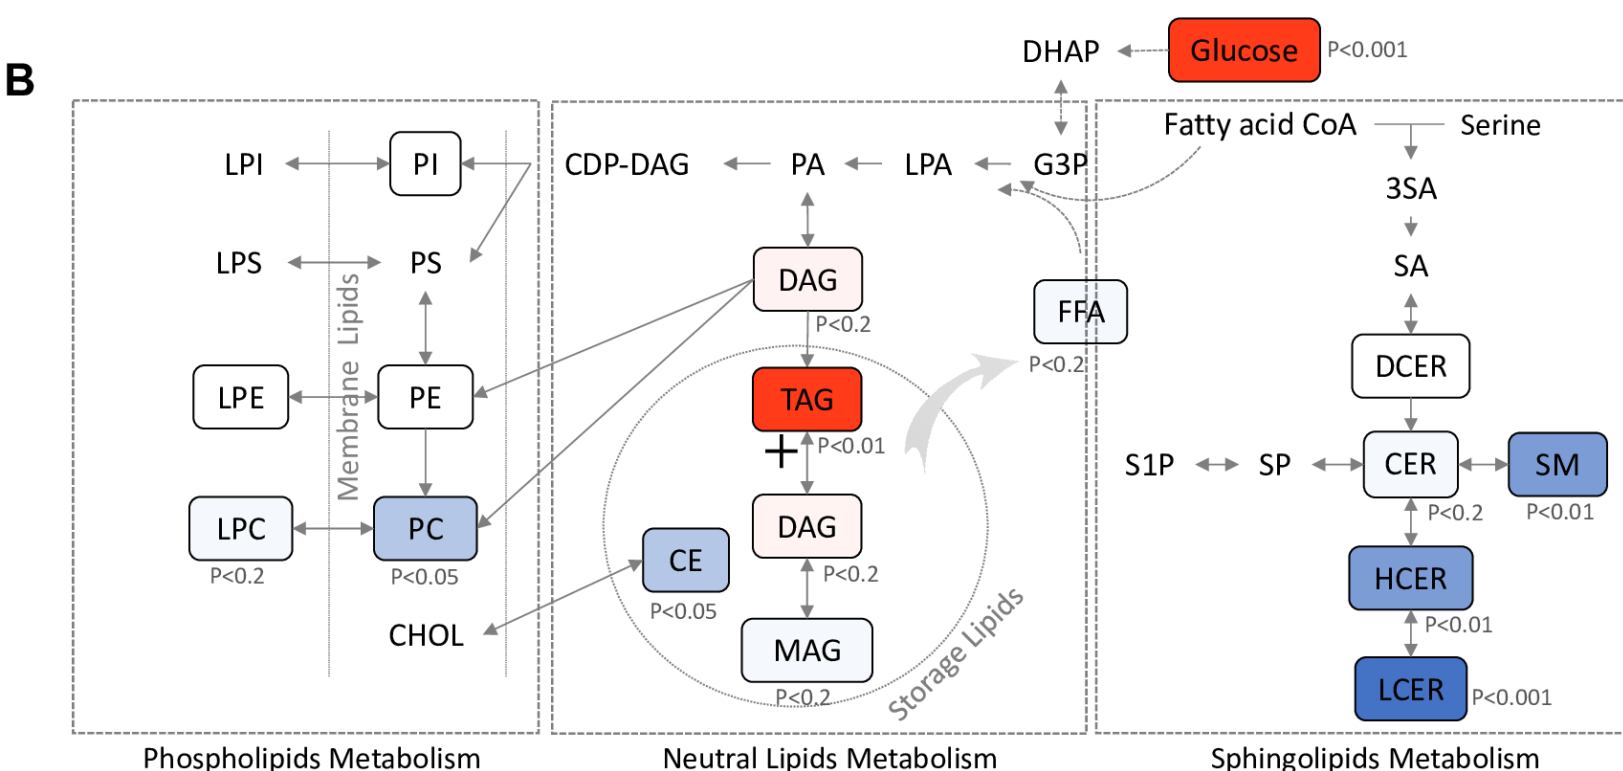 B
DHAP
Glucose
P<0.001
LPI
PI
LPS
PS
Membrane Lipids
LPE
PE
LPC
P<0.2
PC
P<0.05
CHOL
Phospholipids Metabolism
CDP-DAG
PA
LPA
G3P
DAG
P<0.2
FFA
P<0.2
TAG
+
P<0.01
DAG
P<0.2
CE
P<0.05
MAG
P<0.2
Storage Lipids
Neutral Lipids Metabolism
Fatty acid CoA
Serine
3SA
SA
DCER
S1P
SP
CER
P<0.2
SM
P<0.01
HCER
P<0.01
LCER
P<0.001
Sphingolipids Metabolism